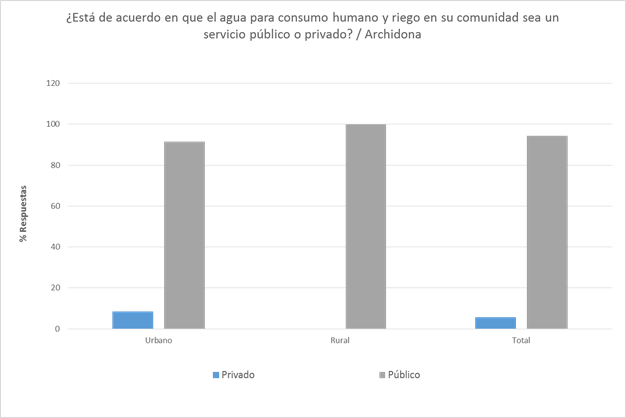 ¿Está de acuerdo en que el agua para consumo humano y riego en su comunidad sea un
servicio público o privado? / Archidona
120
100
80
60
40
20
0
% Respuestas
Urbano
Rural
Total
Privado
Público